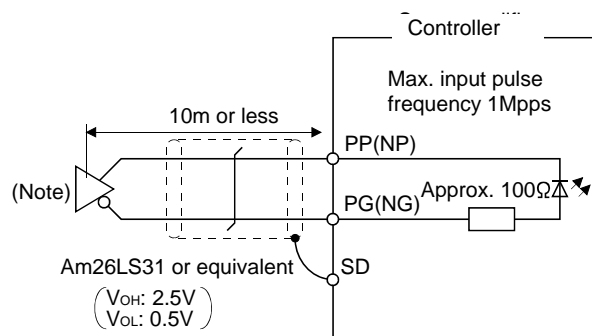 Controller
Max. input pulse
frequency 1Mpps
10m or less
PP(NP)
(Note)
Approx. 100Ω
PG(NG)
Am26LS31 or equivalent
SD
VOH: 2.5V
VOL: 0.5V